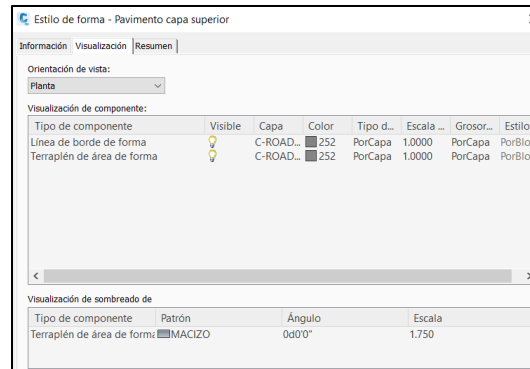 Estilo de forma - Pavimento capa superior
Información Visualización Resumen
Orientación de vista:
Planta
Visualización de componente:
Tipo de componente Visible Capa Color Tipo d... Escala ... Grosor... Estilo
Línea de borde de forma C-ROAD... 252 PorCapa 1.0000 PorCapa PorBlo
Terraplén de área de forma C-ROAD... 252 PorCapa 1.0000 PorCapa PorBlo
Visualización de sombreado de
Tipo de componente Patrón Ángulo Escala
Terraplén de área de forma MACIZO 0d0'0" 1.750